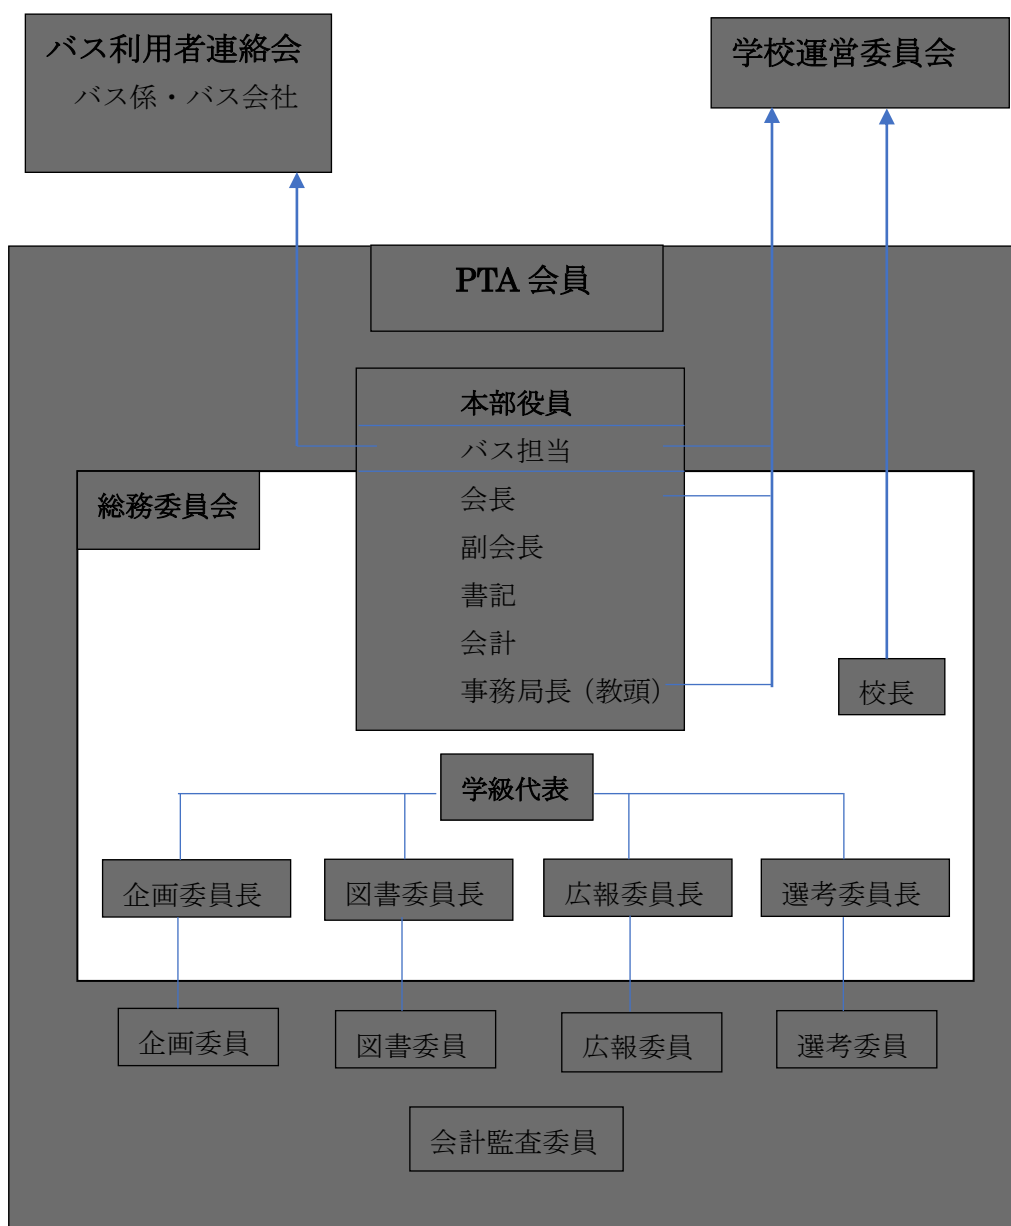 バス利用者連絡会
バス係・バス会社
学校運営委員会
PTA 会員
本部役員
バス担当
総務委員会
会長
副会長
書記
会計
事務局長（教頭）
校長
学級代表
企画委員長
図書委員長
広報委員長
選考委員長
企画委員
図書委員
広報委員
選考委員
会計監査委員